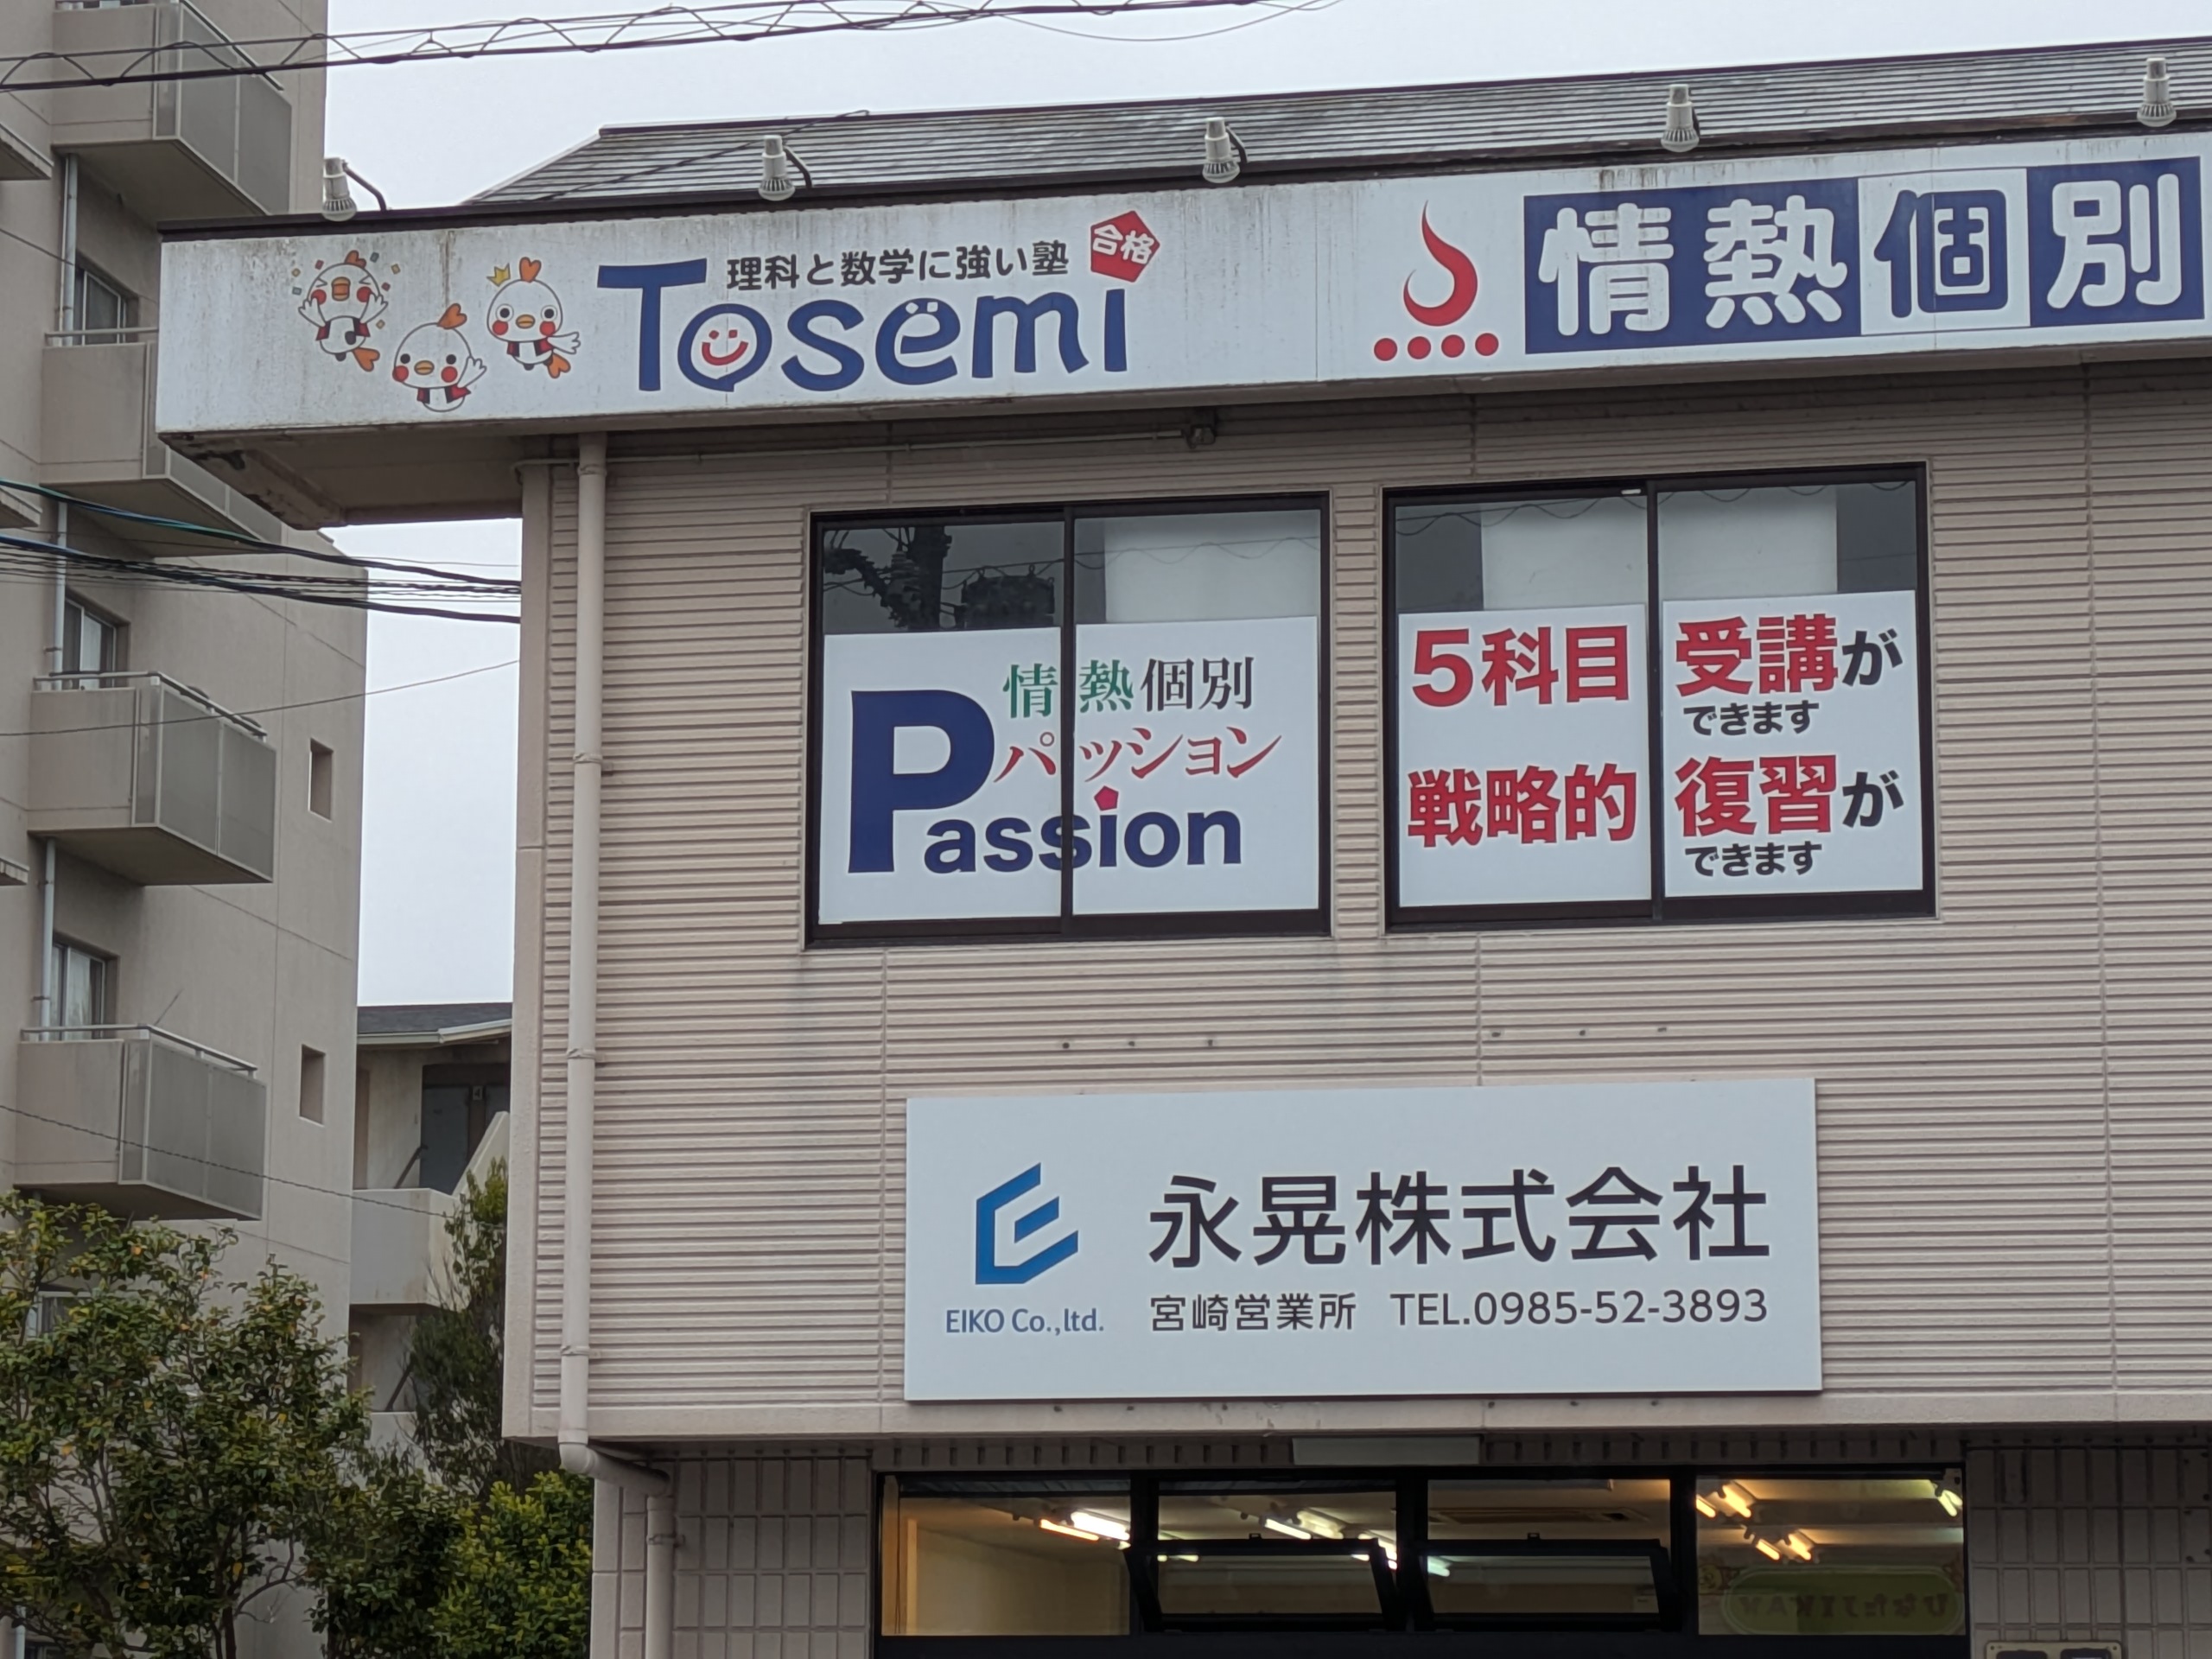 理科と数学に強い塾
合格
Tosemi
情熱個別
情熱個別
パッション
Passion
5科目受講が
できます
戦略的復習が
できます
永晃株式会社
EIKO Co.,ltd.
宮崎営業所 TEL.0985-52-3893